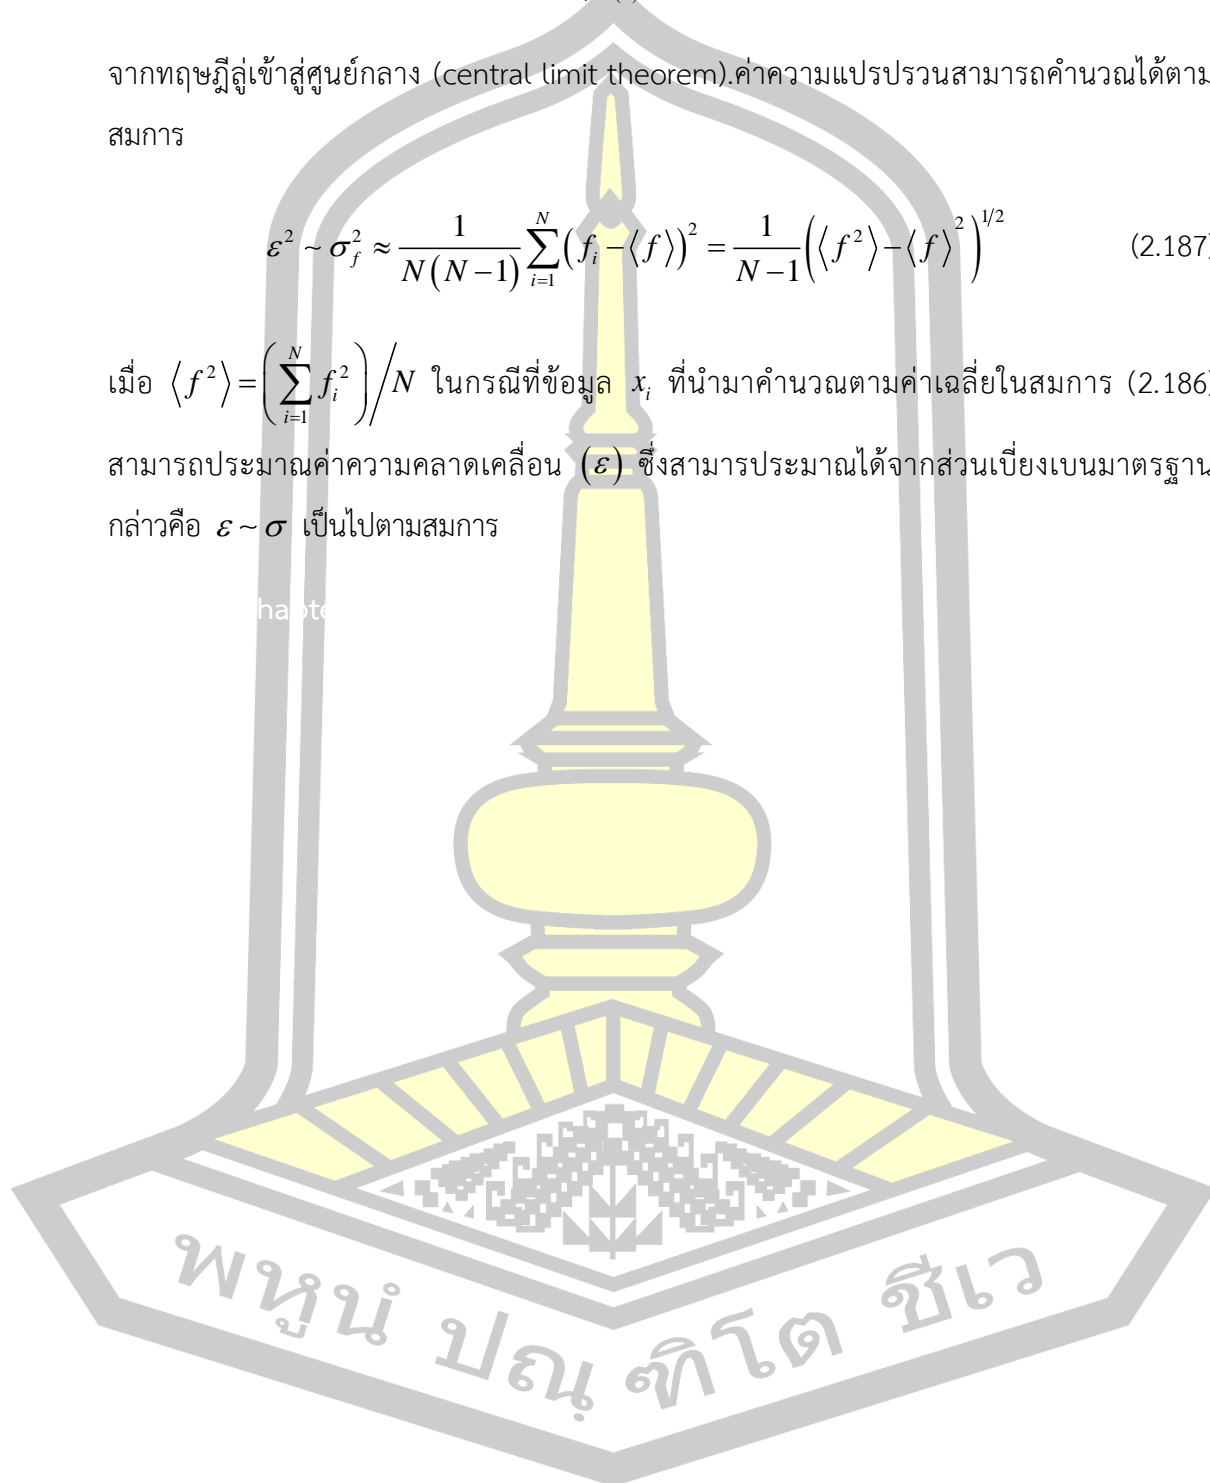 จากทฤษฎีลู่เข้าสู่ศูนย์กลาง (central limit theorem).ค่าความแปรปรวนสามารถคำนวณได้ตาม
สมการ
ε² ~ σ_f² ≈ 1/(N(N−1)) ∑_{i=1}^{N} (f_i − ⟨f⟩)² = 1/(N−1) (⟨f²⟩ − ⟨f⟩²)^{1/2} (2.187)
เมื่อ ⟨f²⟩ = (∑_{i=1}^{N} f_i²)/N ในกรณีที่ข้อมูล x_i ที่นำมาคำนวณตามค่าเฉลี่ยในสมการ (2.186)
สามารถประมาณค่าความคลาดเคลื่อน (ε) ซึ่งสามารประมาณได้จากส่วนเบี่ยงเบนมาตรฐาน
กล่าวคือ ε ~ σ เป็นไปตามสมการ
hapte
พหูนํ ปณฺฑิโต ชีเว